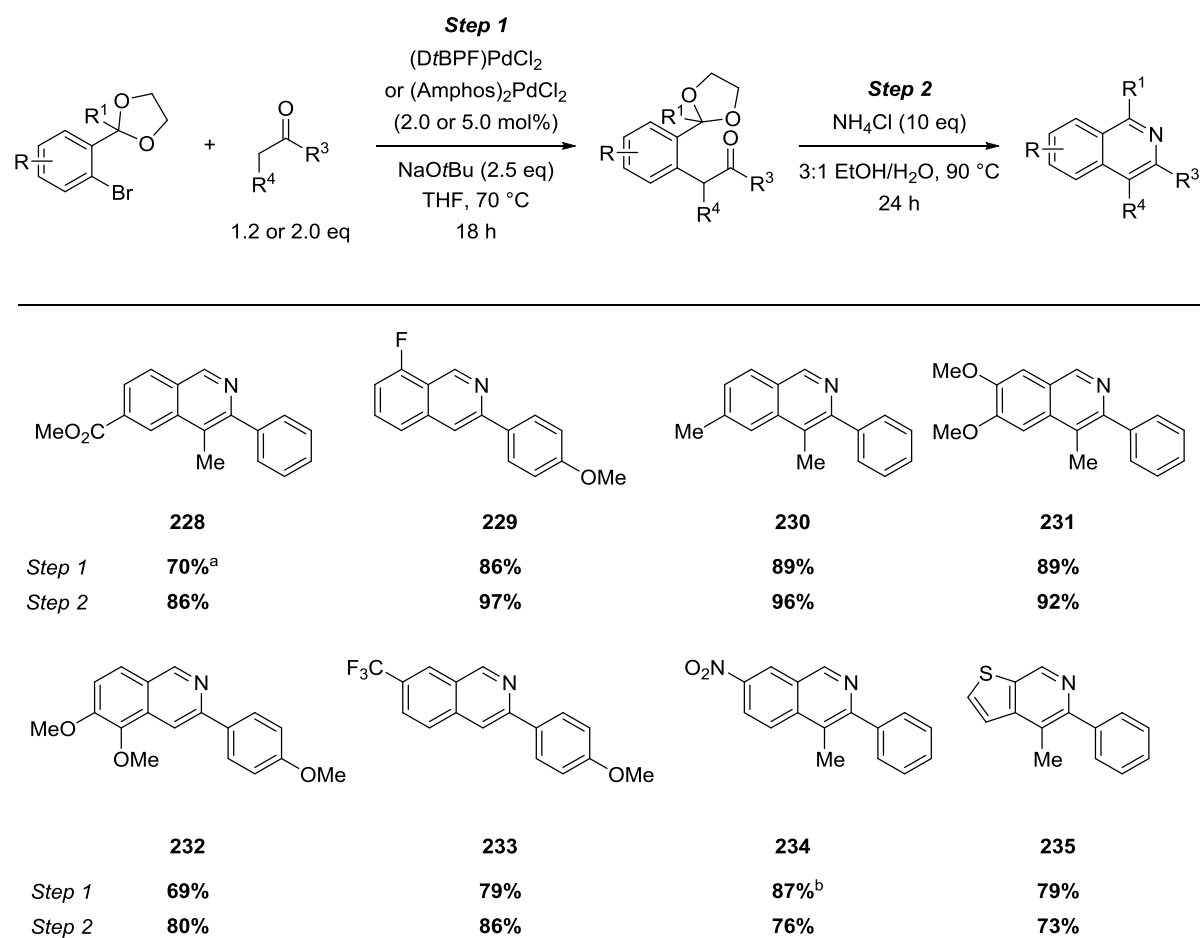 Step 1
(DtBPF)PdCl2
or (Amphos)2PdCl2
(2.0 or 5.0 mol%)
NaOtBu (2.5 eq)
THF, 70 °C
18 h
R
R1
O
O
Br
+
O
R3
R4
1.2 or 2.0 eq
R
R1
O
O
O
R3
R4
Step 2
NH4Cl (10 eq)
3:1 EtOH/H2O, 90 °C
24 h
R
R1
N
R3
R4
MeO2C
N
Me
F
N
OMe
Me
N
Me
MeO
MeO
N
Me
228 229 230 231
Step 1 70%a 86% 89% 89%
Step 2 86% 97% 96% 92%
MeO
OMe
N
OMe
F3C
N
OMe
O2N
N
Me
S
N
Me
232 233 234 235
Step 1 69% 79% 87%b 79%
Step 2 80% 86% 76% 73%